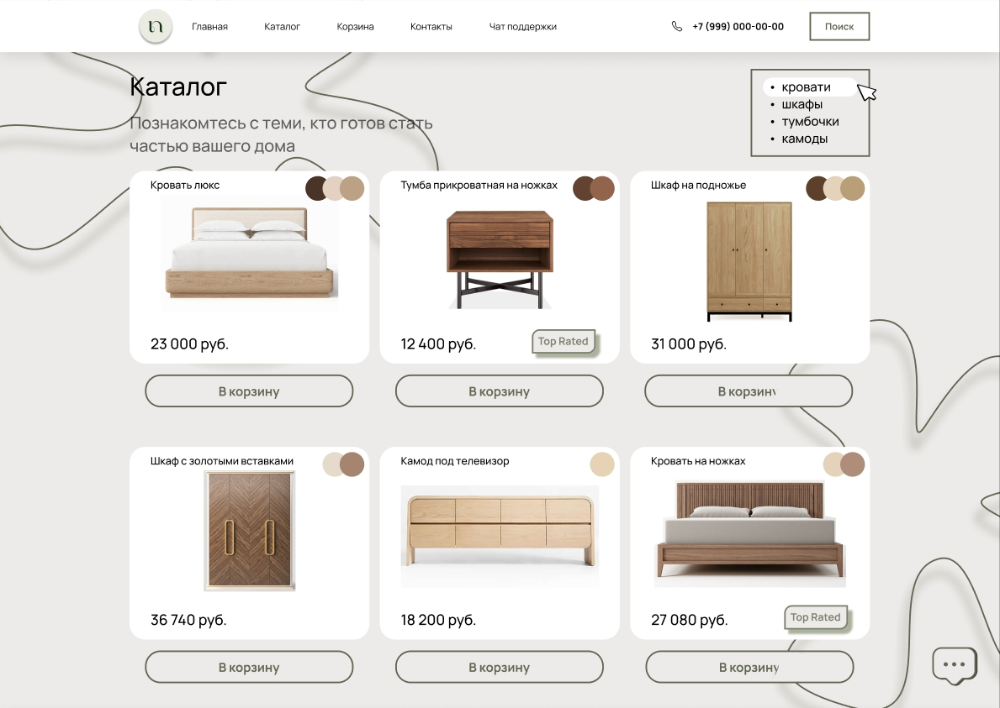 Главная Каталог Корзина Контакты Чат поддержки +7 (999) 000-00-00 Поиск
Каталог
Познакомтесь с теми, кто готов стать
частью вашего дома
• кровати
• шкафы
• тумбочки
• камоды
Кровать люкс
23 000 руб.
В корзину
Тумба прикроватная на ножках
12 400 руб.
Top Rated
В корзину
Шкаф на подножье
31 000 руб.
В корзину
Шкаф с золотыми вставками
36 740 руб.
В корзину
Камод под телевизор
18 200 руб.
В корзину
Кровать на ножках
27 080 руб.
Top Rated
В корзину